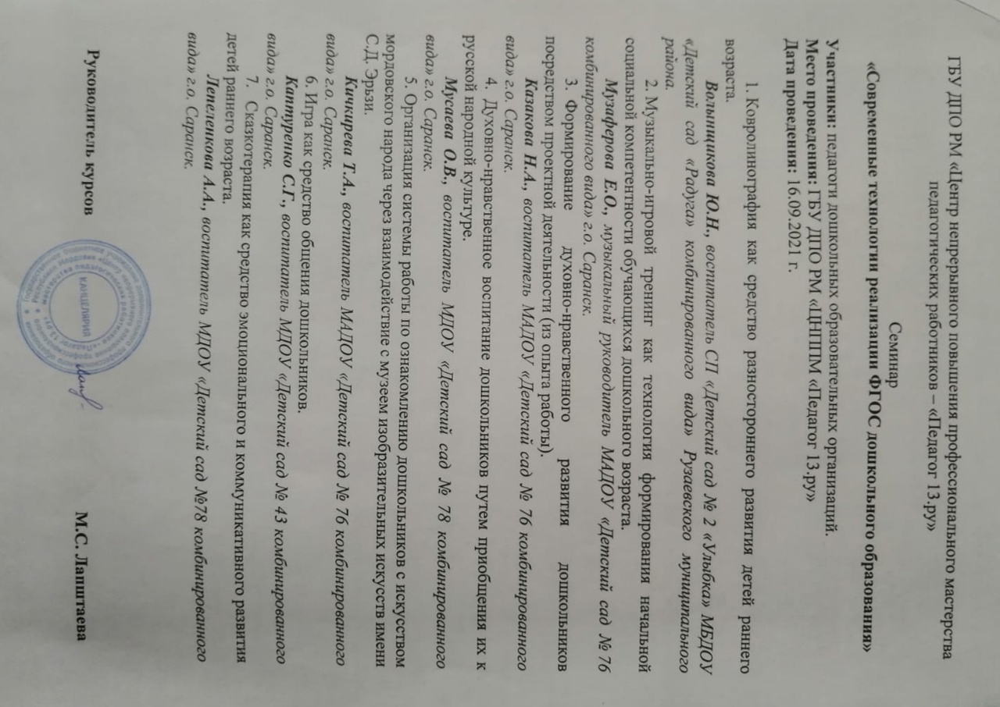 ГБУ ДПО РМ «Центр непрерывного повышения профессионального мастерства
педагогических работников – «Педагог 13.ру»
Семинар
«Современные технологии реализации ФГОС дошкольного образования»
Участники: педагоги дошкольных образовательных организаций.
Место проведения: ГБУ ДПО РМ «ЦНППМ «Педагог 13.ру»
Дата проведения: 16.09.2021 г.
1. Ковролинография как средство разностороннего развития детей раннего
возраста.
Волынщикова Ю.Н., воспитатель СП «Детский сад № 2 «Улыбка» МБДОУ
«Детский сад «Радуга» комбинированного вида» Рузаевского муниципального
района.
2. Музыкально-игровой тренинг как технология формирования начальной
социальной компетентности обучающихся дошкольного возраста.
Музаферова Е.О., музыкальный руководитель МАДОУ «Детский сад № 76
комбинированного вида» г.о. Саранск.
3. Формирование духовно-нравственного развития дошкольников
посредством проектной деятельности (из опыта работы).
Казакова Н.А., воспитатель МАДОУ «Детский сад № 76 комбинированного
вида» г.о. Саранск.
4. Духовно-нравственное воспитание дошкольников путем приобщения их к
русской народной культуре.
Мусаева О.В., воспитатель МДОУ «Детский сад № 78 комбинированного
вида» г.о. Саранск.
5. Организация системы работы по ознакомлению дошкольников с искусством
мордовского народа через взаимодействие с музеем изобразительных искусств имени
С.Д. Эрьзи.
Кичкирева Т.А., воспитатель МАДОУ «Детский сад № 76 комбинированного
вида» г.о. Саранск.
6. Игра как средство общения дошкольников.
Каптуренко С.Г., воспитатель МДОУ «Детский сад № 43 комбинированного
вида» г.о. Саранск.
7. Сказкотерапия как средство эмоционального и коммуникативного развития
детей раннего возраста.
Лепеленкова А.А., воспитатель МДОУ «Детский сад №78 комбинированного
вида» г.о. Саранск.
Руководитель курсов
КАНЦЕЛЯРИЯ
М.С. Лапштаева